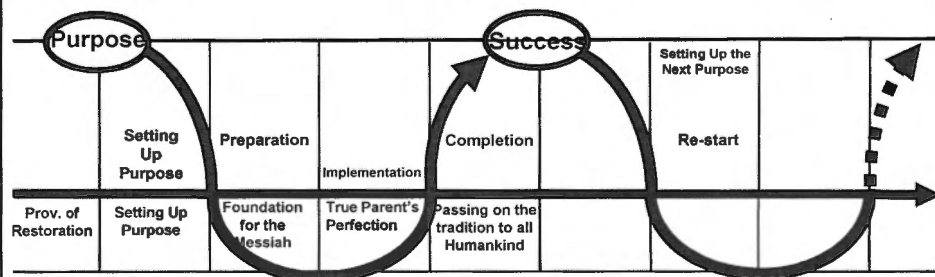 Purpose
Success
Setting Up the
Next Purpose
Setting
Up
Purpose
Preparation
Implementation
Completion
Re-start
Prov. of
Restoration
Setting Up
Purpose
Foundation
for the
Messiah
True Parent's
Perfection
Passing on the
tradition to all
Humankind